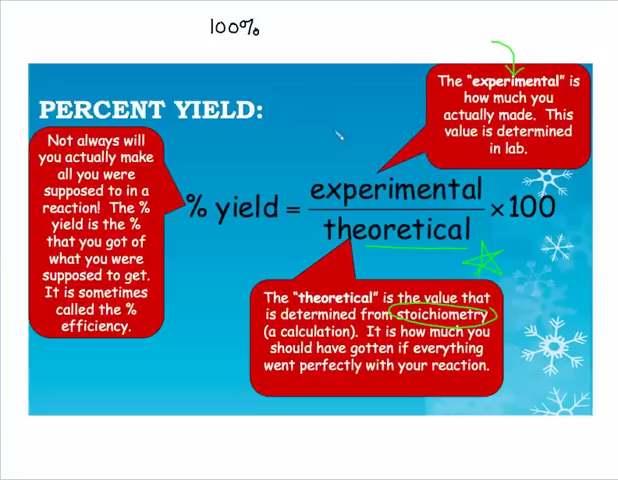 100%
PERCENT YIELD:
The "experimental" is
how much you
actually made. This
value is determined
in lab.
Not always will
you actually make
all you were
supposed to in a
reaction! The %
yield is the %
that you got of
what you were
supposed to get.
It is sometimes
called the %
efficiency.
% yield = experimental / theoretical × 100
The "theoretical" is the value that
is determined from stoichiometry
(a calculation). It is how much you
should have gotten if everything
went perfectly with your reaction.